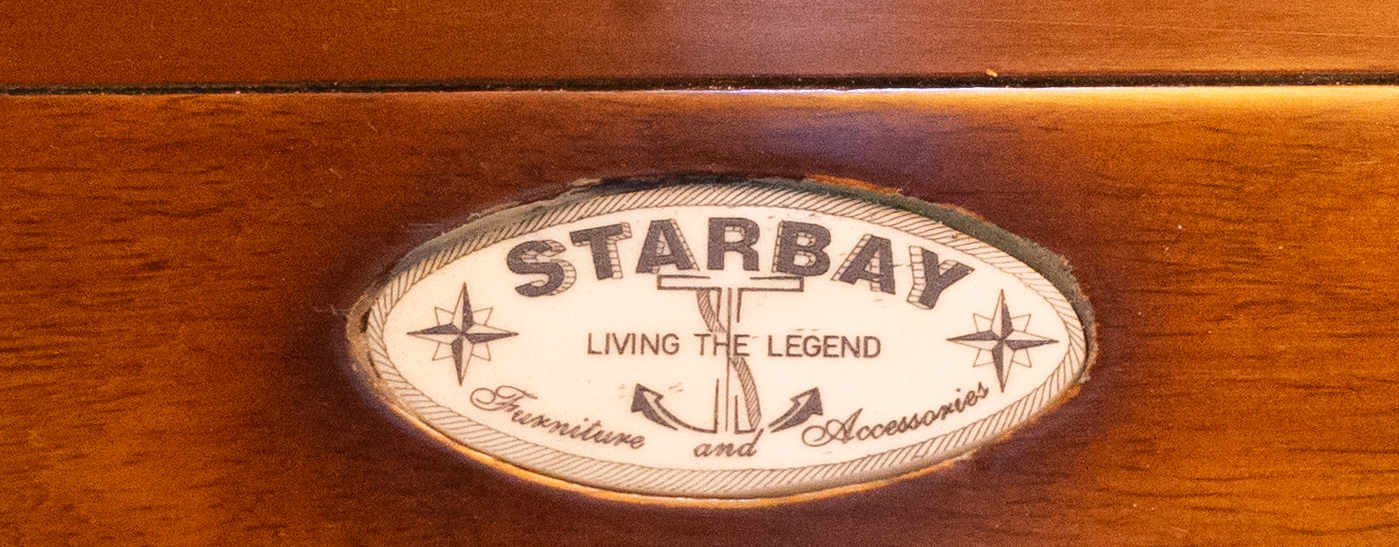 STARBAY
LIVING THE LEGEND
Furniture and Accessories